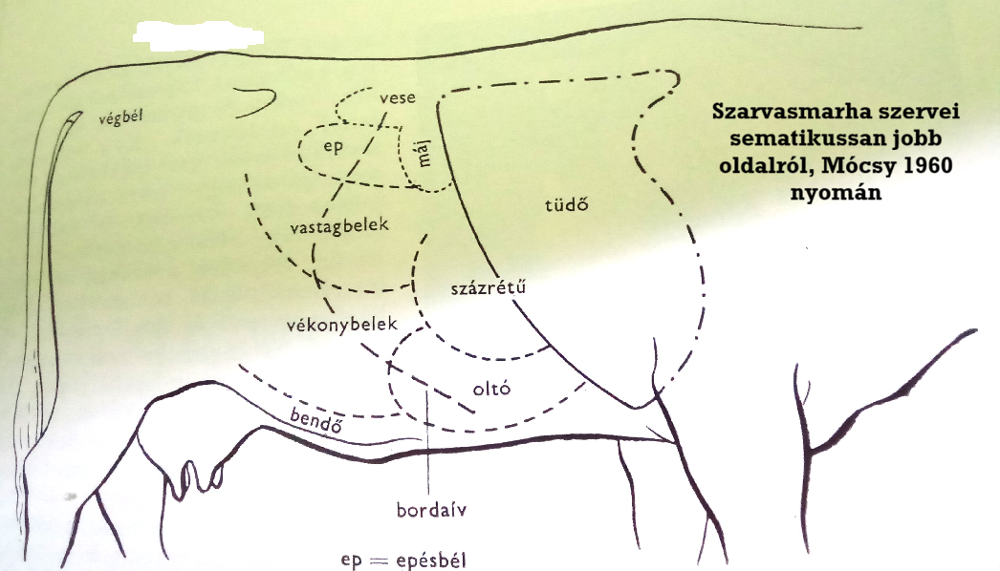 végbél
vese
ep
máj
Szarvasmarha szervei
sematikussan jobb
oldalról, Mócsy 1960
nyomán
tüdő
vastagbelek
százrétű
vékonybelek
oltó
bendő
bordaív
ep = epésbél